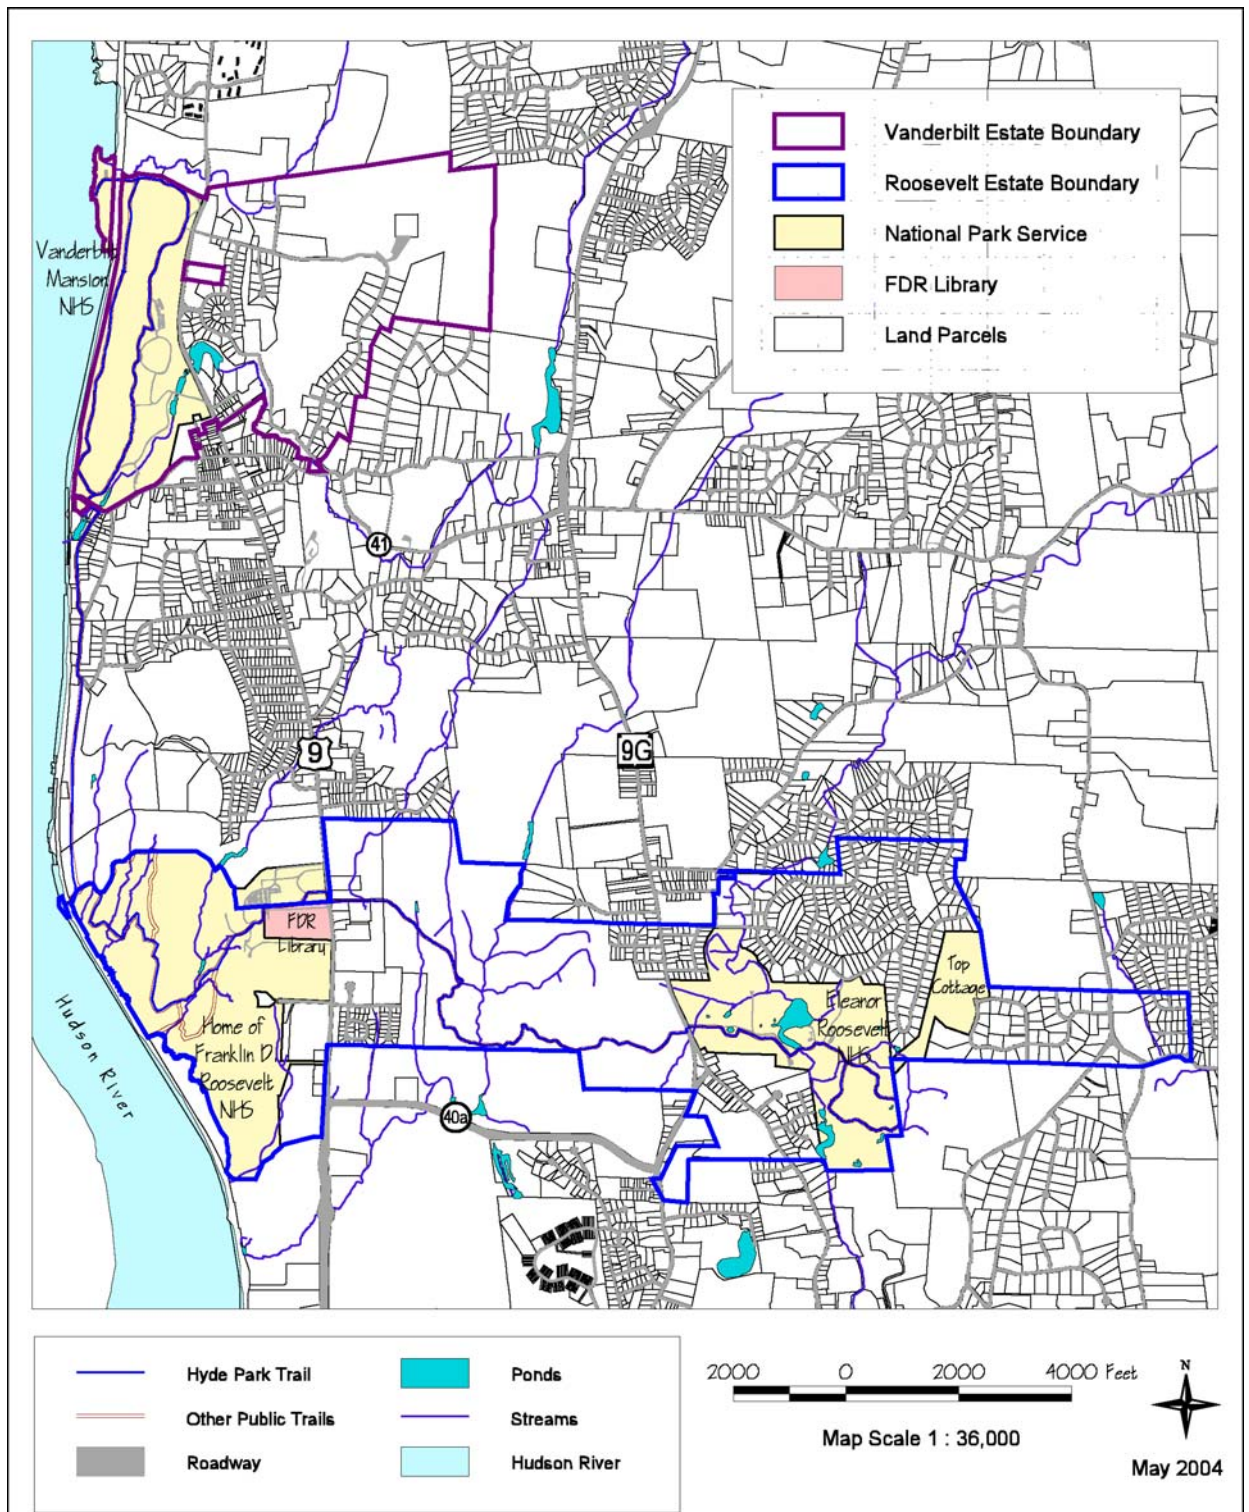 Vanderbilt Estate Boundary
Roosevelt Estate Boundary
National Park Service
FDR Library
Land Parcels
Vanderbilt
Mansion
NHS
41
9
9G
FDR
Library
Home of
Franklin D.
Roosevelt
NHS
Top
Cottage
Eleanor
Roosevelt
NHS
Hudson River
40a
Hyde Park Trail
Other Public Trails
Roadway
Ponds
Streams
Hudson River
2000 0 2000 4000 Feet
Map Scale 1 : 36,000
N
May 2004